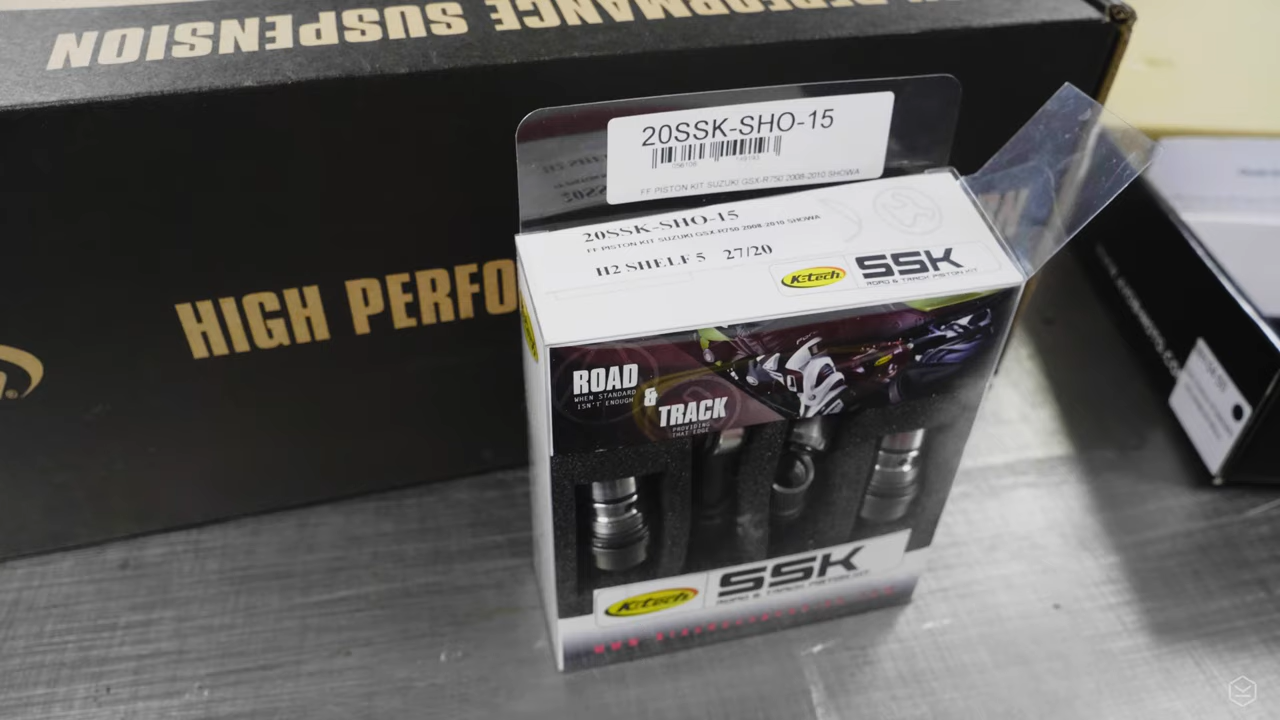 HIGH PERFORMANCE SUSPENSION
HIGH PERFO
20SSK-SHO-15
FF PISTON KIT SUZUKI GSX-R750 2008-2010 SHOWA
20SSK-SHO-15
FF PISTON KIT SUZUKI GSX-R750 2008-2010 SHOWA
H2 SHELF 5 27/20
K-tech SSK
ROAD & TRACK PISTON KIT
ROAD
WHEN STANDARD
ISN'T ENOUGH
&
TRACK
PROVIDING
THAT EDGE
K-tech SSK
ROAD & TRACK PISTON KIT